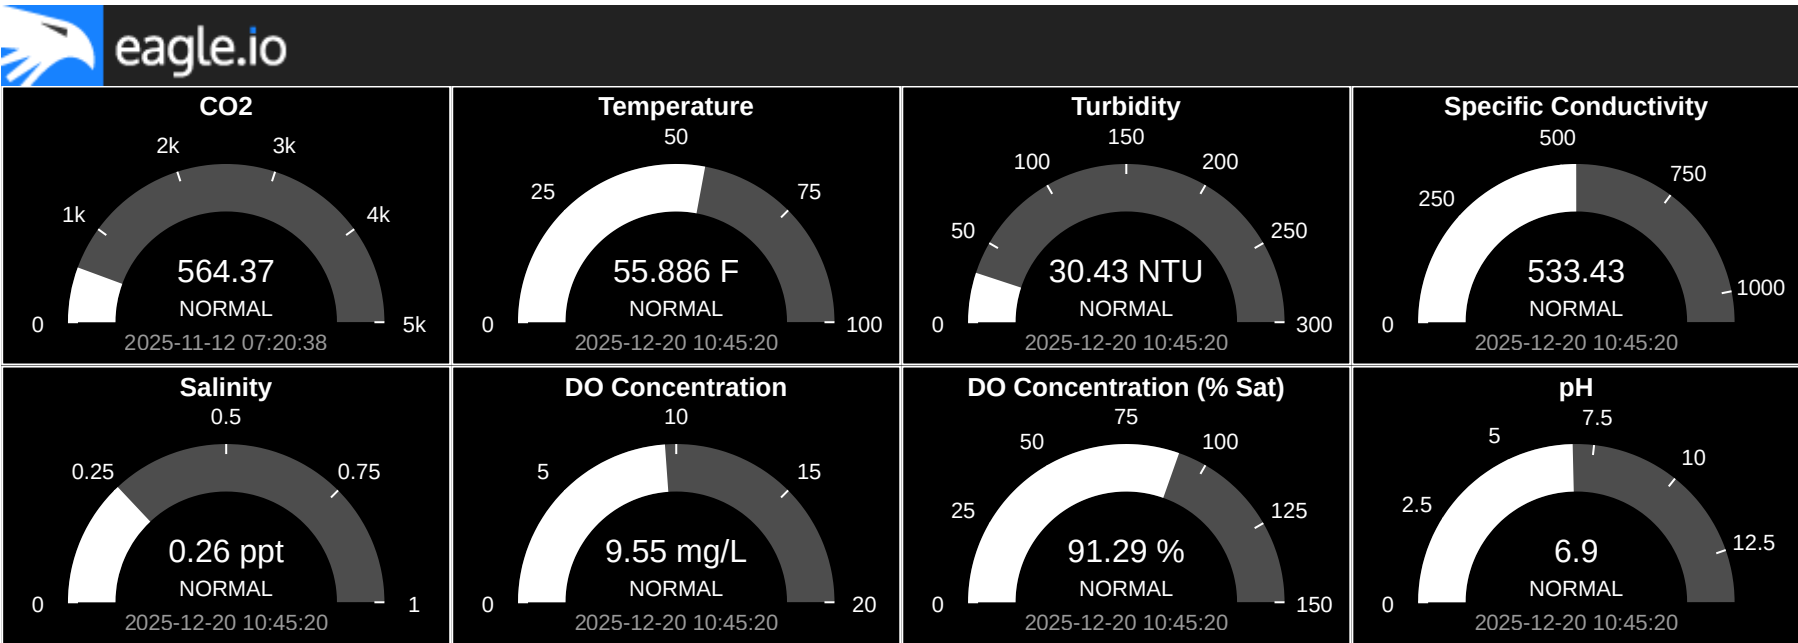 eagle.io
CO2
2k
3k
1k
4k
564.37
NORMAL
0
5k
2025-11-12 07:20:38
Temperature
50
25
75
55.886 F
NORMAL
0
100
2025-12-20 10:45:20
Turbidity
150
100
200
50
250
30.43 NTU
NORMAL
0
300
2025-12-20 10:45:20
Specific Conductivity
500
750
250
533.43
1000
NORMAL
0
2025-12-20 10:45:20
Salinity
0.5
0.25
0.75
0.26 ppt
NORMAL
0
1
2025-12-20 10:45:20
DO Concentration
10
5
15
9.55 mg/L
NORMAL
0
20
2025-12-20 10:45:20
DO Concentration (% Sat)
75
50
100
25
125
91.29 %
NORMAL
0
150
2025-12-20 10:45:20
pH
7.5
5
10
2.5
12.5
6.9
NORMAL
0
2025-12-20 10:45:20